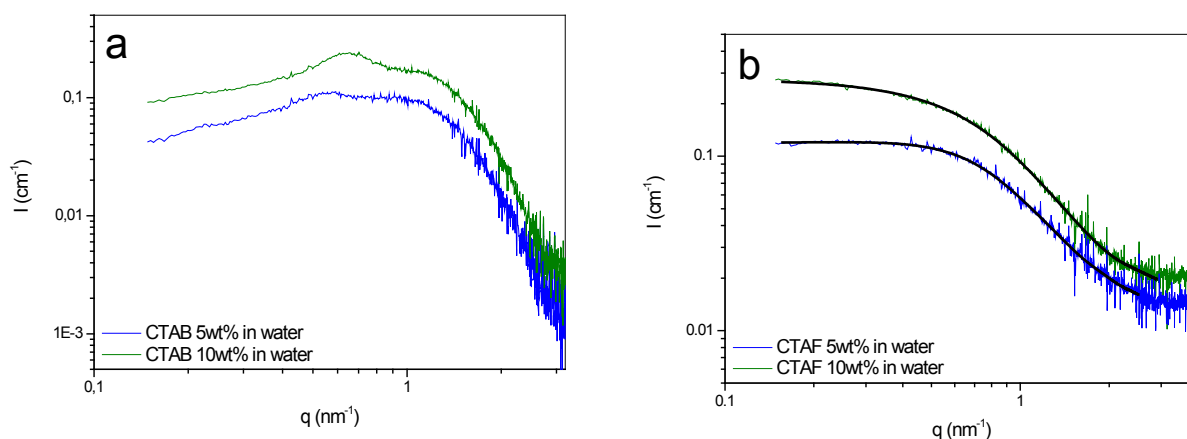 a
I (cm-1)
0,1
0,01
1E-3
CTAB 5wt% in water
CTAB 10wt% in water
0,1
1
q (nm-1)
b
I (cm-1)
0.1
0.01
CTAF 5wt% in water
CTAF 10wt% in water
1
q (nm-1)